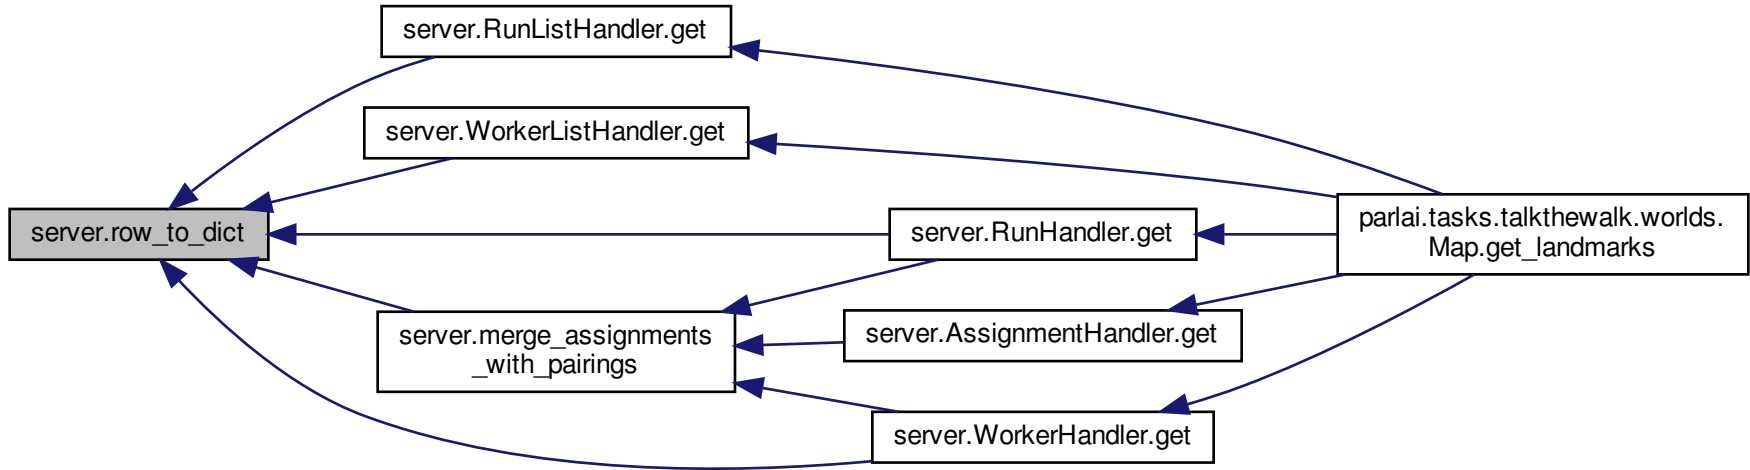 server.RunListHandler.get
server.WorkerListHandler.get
server.row_to_dict
server.RunHandler.get
parlai.tasks.talkthewalk.worlds.
Map.get_landmarks
server.merge_assignments
_with_pairings
server.AssignmentHandler.get
server.WorkerHandler.get